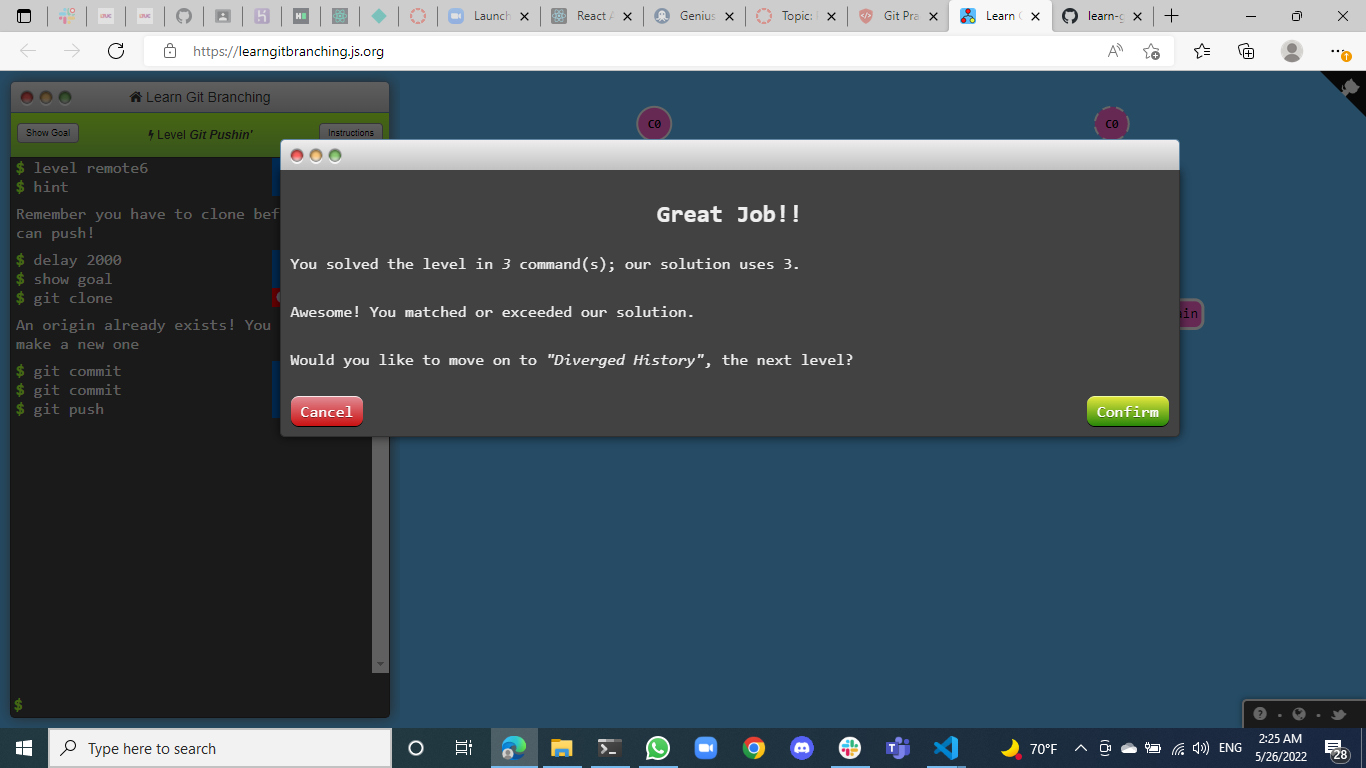 Launch
React A
Genius
Topic:
Git Pra
Learn G
learn-g
https://learngitbranching.js.org
Learn Git Branching
Show Goal
Level Git Pushin'
Instructions
C0
C0
$ level remote6
$ hint
Remember you have to clone bef
can push!
$ delay 2000
$ show goal
$ git clone
An origin already exists! You
make a new one
$ git commit
$ git commit
$ git push
$
Great Job!!
You solved the level in 3 command(s); our solution uses 3.
Awesome! You matched or exceeded our solution.
Would you like to move on to "Diverged History", the next level?
Cancel
Confirm
ain
Type here to search
70°F
ENG
2:25 AM
5/26/2022
28